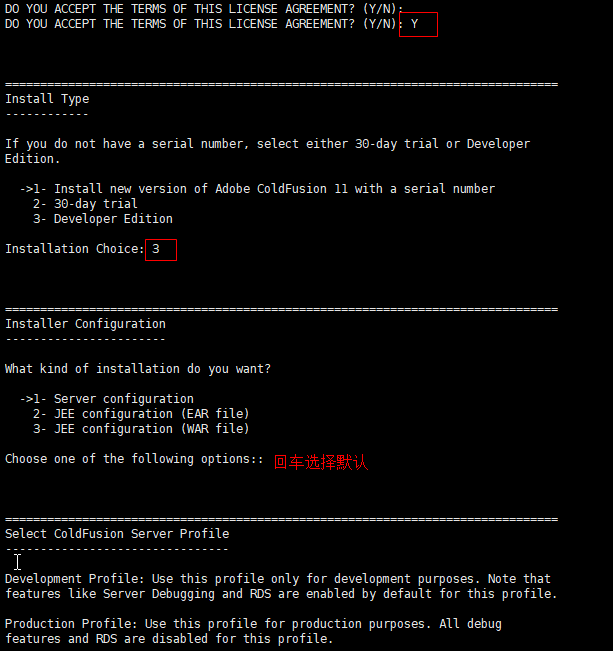 DO YOU ACCEPT THE TERMS OF THIS LICENSE AGREEMENT? (Y/N):
DO YOU ACCEPT THE TERMS OF THIS LICENSE AGREEMENT? (Y/N): Y
===============================================================================
Install Type
------------
If you do not have a serial number, select either 30-day trial or Developer
Edition.
->1- Install new version of Adobe ColdFusion 11 with a serial number
2- 30-day trial
3- Developer Edition
Installation Choice: 3
===============================================================================
Installer Configuration
-----------------------
What kind of installation do you want?
->1- Server configuration
2- JEE configuration (EAR file)
3- JEE configuration (WAR file)
Choose one of the following options:: 回车选择默认
===============================================================================
Select ColdFusion Server Profile
--------------------------------
Development Profile: Use this profile only for development purposes. Note that
features like Server Debugging and RDS are enabled by default for this profile.
Production Profile: Use this profile for production purposes. All debug
features and RDS are disabled for this profile.